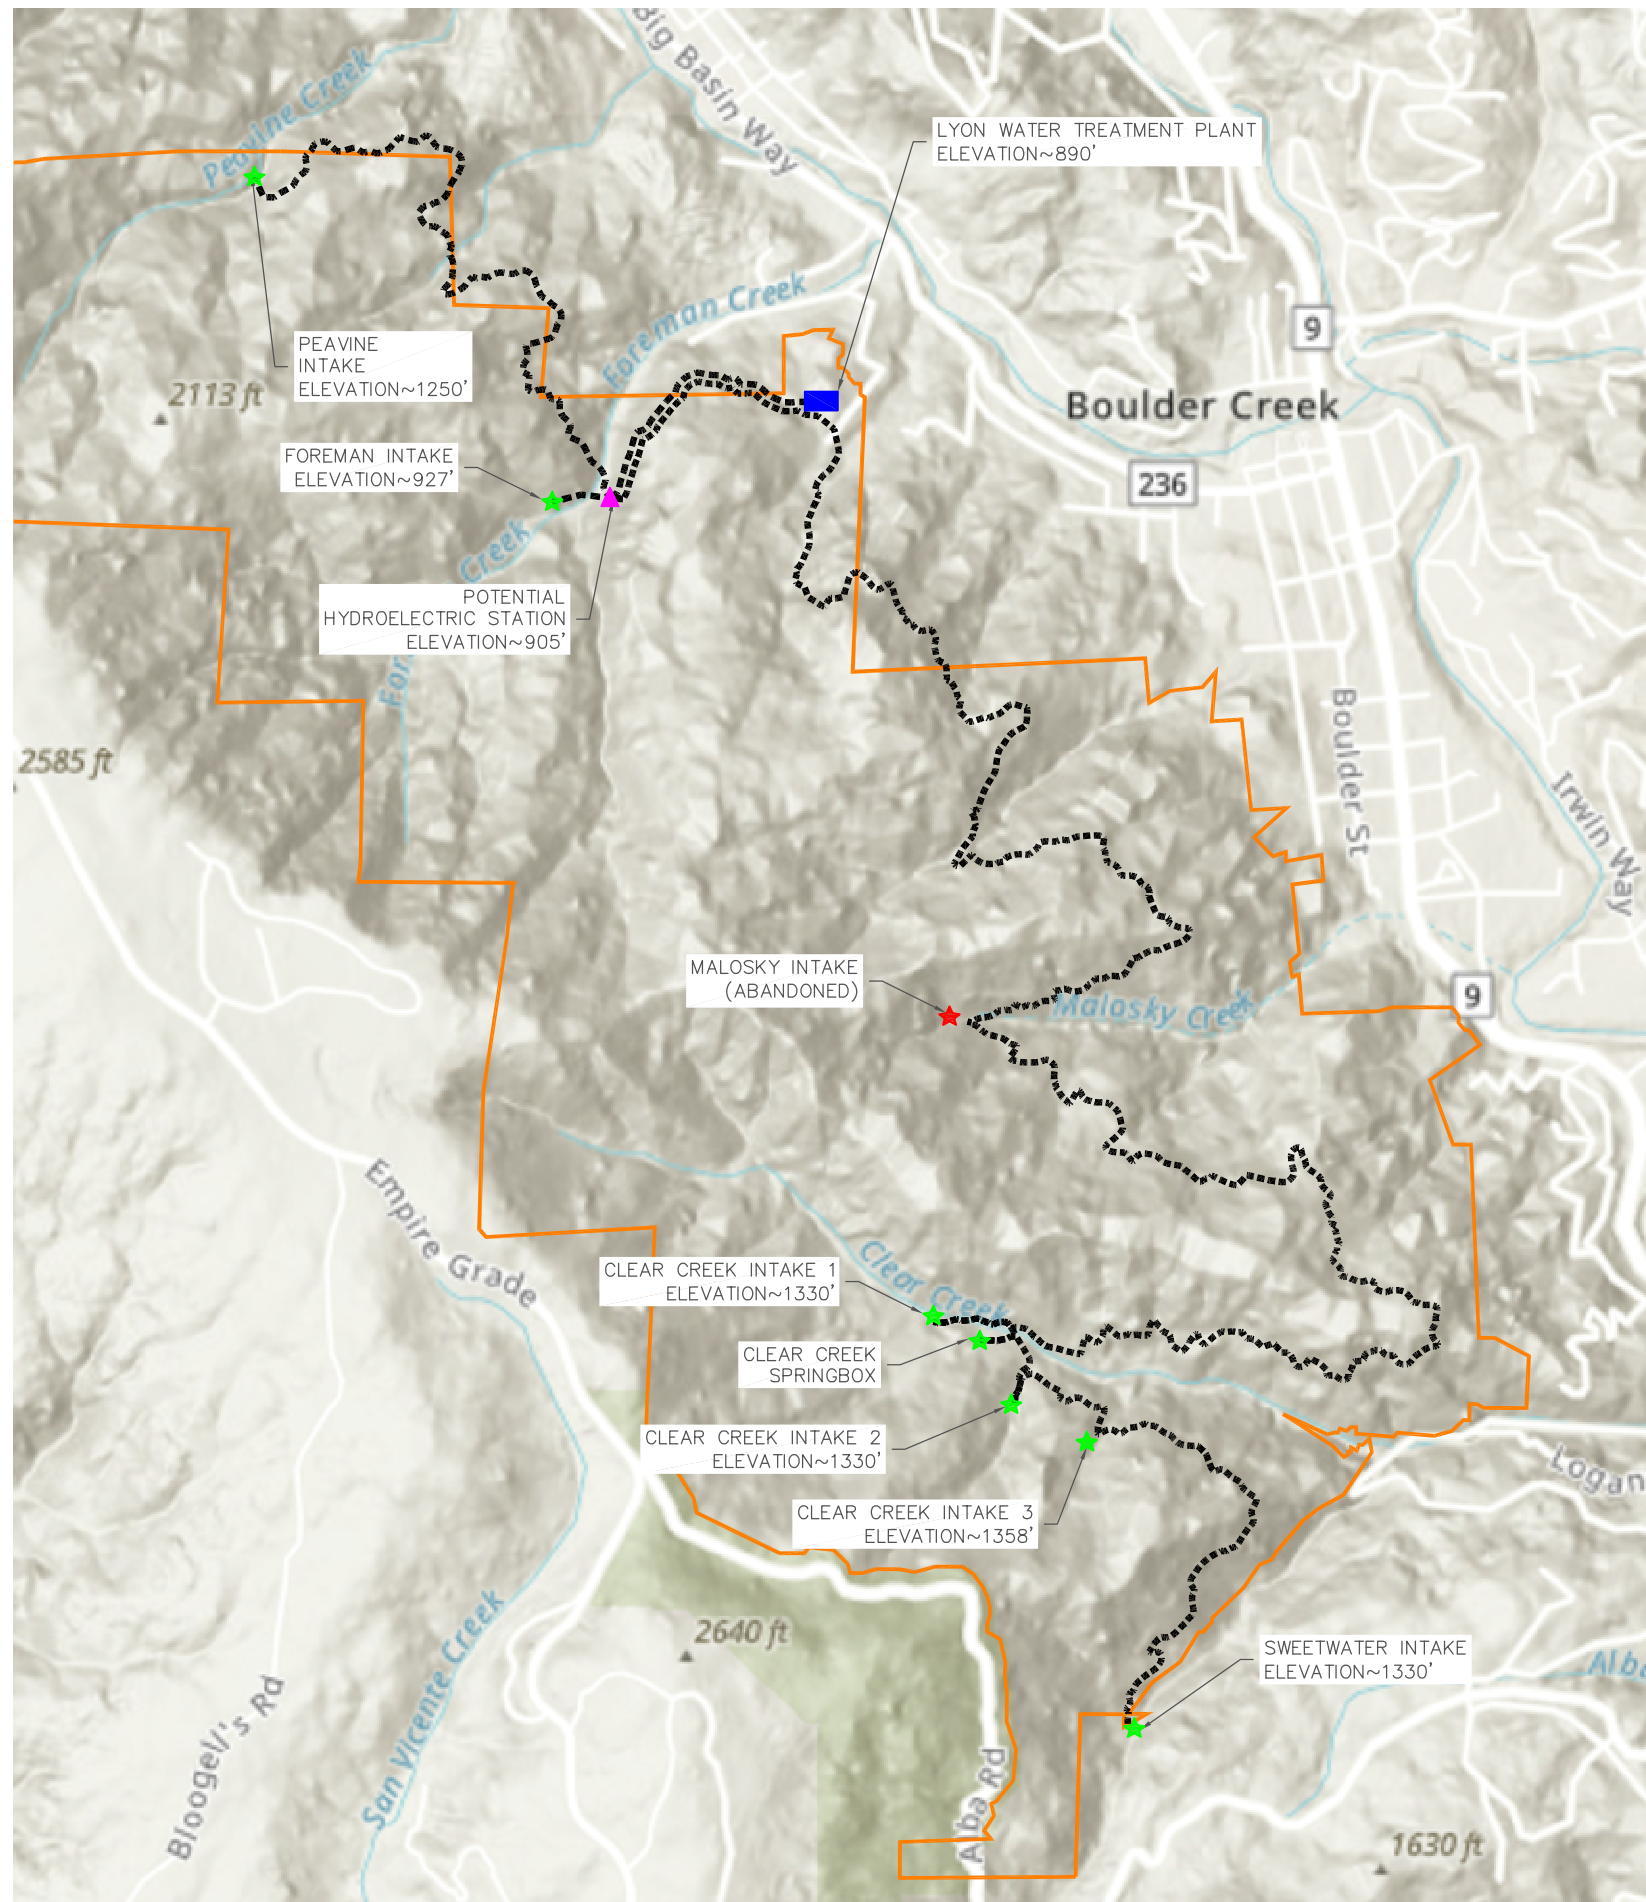 Big Basin Way
Peavine Creek
LYON WATER TREATMENT PLANT
ELEVATION~890'
Foreman Creek
9
PEAVINE
INTAKE
ELEVATION~1250'
2113 ft
Boulder Creek
FOREMAN INTAKE
ELEVATION~927'
236
Creek
POTENTIAL
HYDROELECTRIC STATION
ELEVATION~905'
For
2585 ft
Boulder St
Irwin Way
MALOSKY INTAKE
(ABANDONED)
Malosky Creek
9
Empire Grade
Clear Creek
CLEAR CREEK INTAKE 1
ELEVATION~1330'
CLEAR CREEK
SPRINGBOX
CLEAR CREEK INTAKE 2
ELEVATION~1330'
Logan
CLEAR CREEK INTAKE 3
ELEVATION~1358'
2640 ft
SWEETWATER INTAKE
ELEVATION~1330'
Alba
San Vicente Creek
Bloogel's Rd
Alba Rd
1630 ft